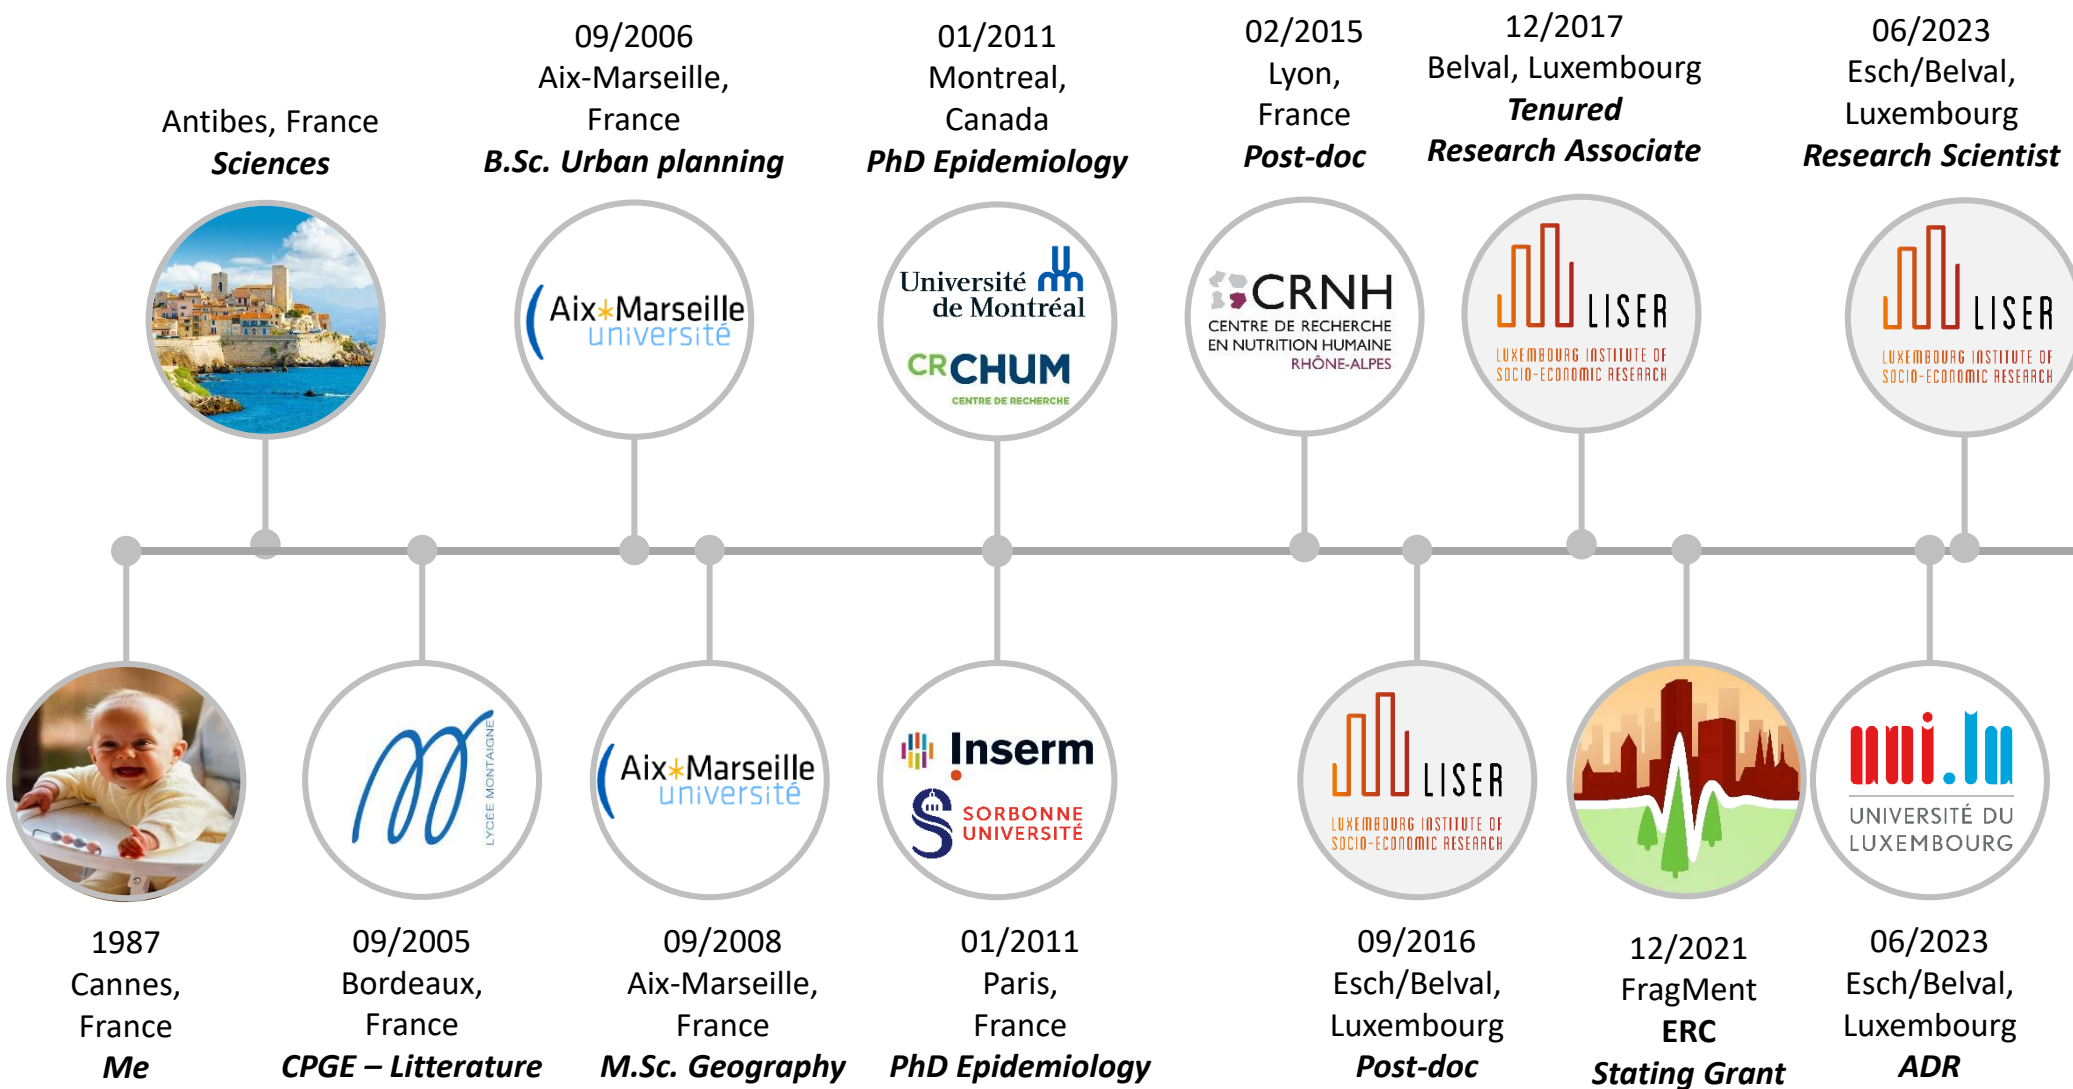 Antibes, France
Sciences
09/2006
Aix-Marseille,
France
B.Sc. Urban planning
01/2011
Montreal,
Canada
PhD Epidemiology
02/2015
Lyon,
France
Post-doc
12/2017
Belval, Luxembourg
Tenured
Research Associate
06/2023
Esch/Belval,
Luxembourg
Research Scientist
Aix*Marseille
université
Université
de Montréal
CRCHUM
CENTRE DE RECHERCHE
CRNH
CENTRE DE RECHERCHE
EN NUTRITION HUMAINE
RHÔNE-ALPES
LISER
LUXEMBOURG INSTITUTE OF
SOCIO-ECONOMIC RESEARCH
LISER
LUXEMBOURG INSTITUTE OF
SOCIO-ECONOMIC RESEARCH
LYCÉE MONTAIGNE
Aix*Marseille
université
Inserm
SORBONNE
UNIVERSITÉ
LISER
LUXEMBOURG INSTITUTE OF
SOCIO-ECONOMIC RESEARCH
uni.lu
UNIVERSITÉ DU
LUXEMBOURG
1987
Cannes,
France
Me
09/2005
Bordeaux,
France
CPGE – Litterature
09/2008
Aix-Marseille,
France
M.Sc. Geography
01/2011
Paris,
France
PhD Epidemiology
09/2016
Esch/Belval,
Luxembourg
Post-doc
12/2021
FragMent
ERC
Stating Grant
06/2023
Esch/Belval,
Luxembourg
ADR